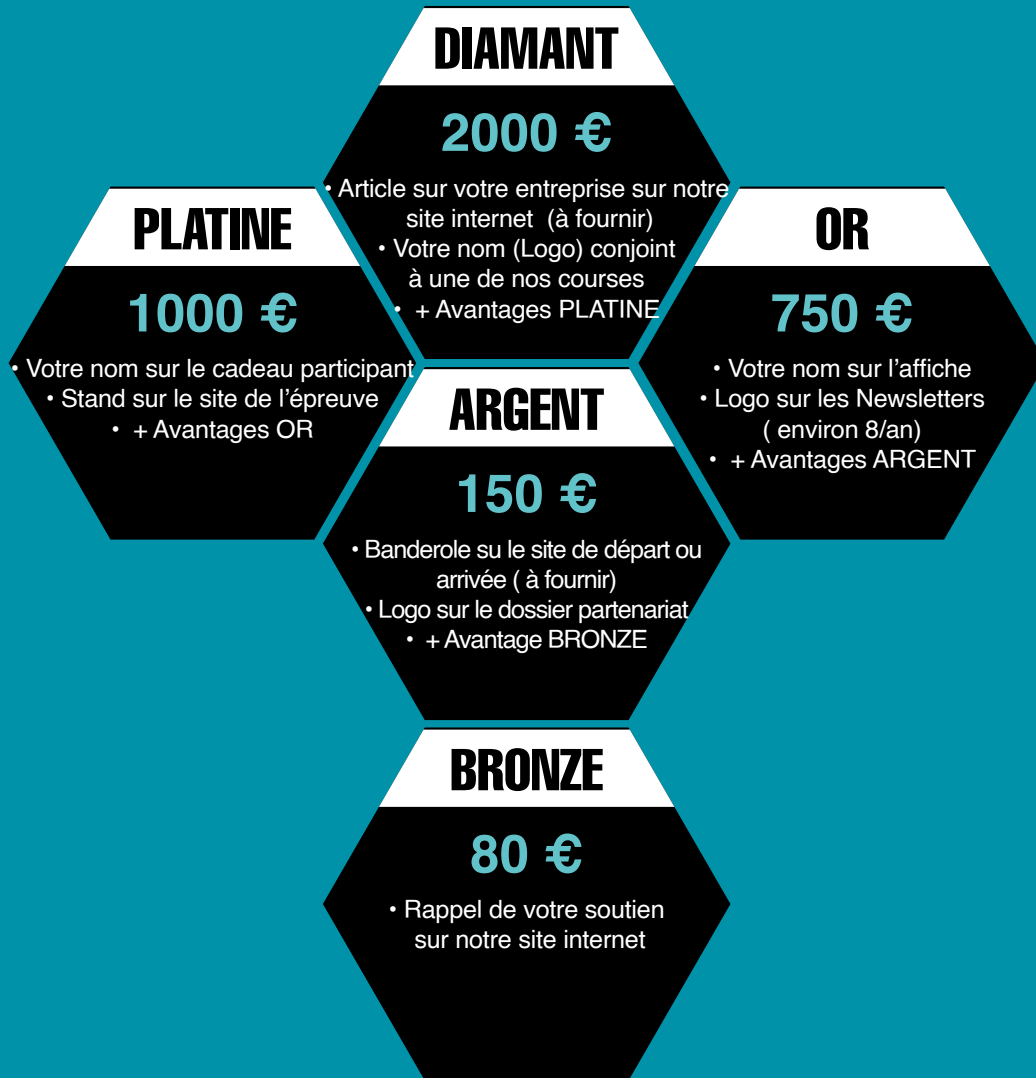 DIAMANT
2000 €
• Article sur votre entreprise sur notre
site internet (à fournir)
• Votre nom (Logo) conjoint
à une de nos courses
• + Avantages PLATINE
PLATINE
1000 €
• Votre nom sur le cadeau participant
• Stand sur le site de l’épreuve
• + Avantages OR
OR
750 €
• Votre nom sur l’affiche
• Logo sur les Newsletters
( environ 8/an)
• + Avantages ARGENT
ARGENT
150 €
• Banderole su le site de départ ou
arrivée ( à fournir)
• Logo sur le dossier partenariat
• + Avantage BRONZE
BRONZE
80 €
• Rappel de votre soutien
sur notre site internet